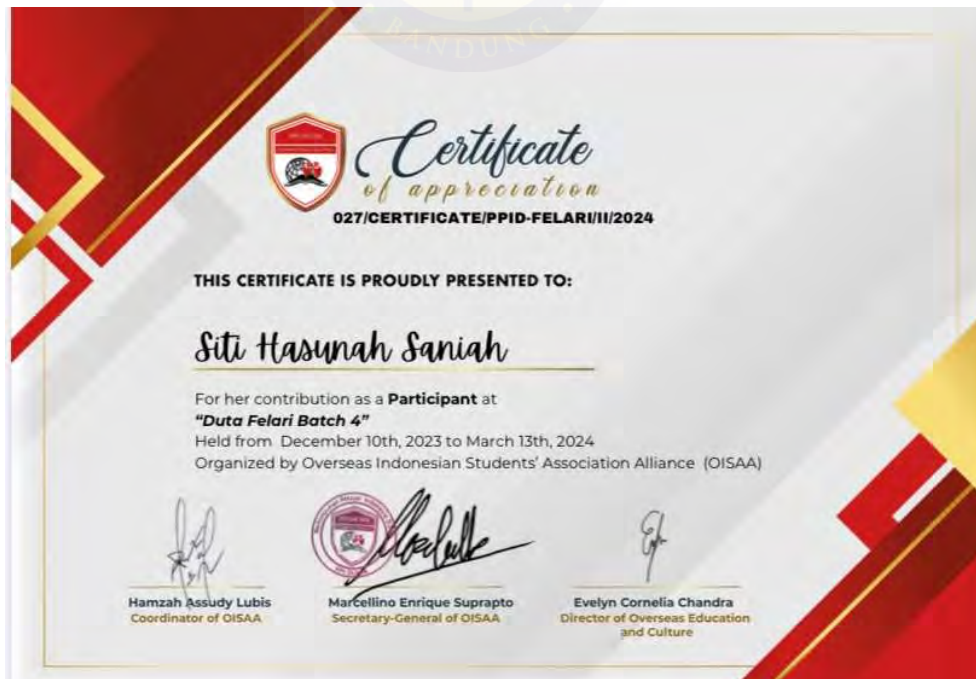 BANDUNG
Certificate
of appreciation
027/CERTIFICATE/PPID-FELARI/II/2024
THIS CERTIFICATE IS PROUDLY PRESENTED TO:
Siti Hasunah Saniah
For her contribution as a Participant at
“Duta Felari Batch 4”
Held from December 10th, 2023 to March 13th, 2024
Organized by Overseas Indonesian Students’ Association Alliance (OISAA)
Hamzah Assudy Lubis
Coordinator of OISAA
Marcellino Enrique Suprapto
Secretary-General of OISAA
Evelyn Cornelia Chandra
Director of Overseas Education
and Culture